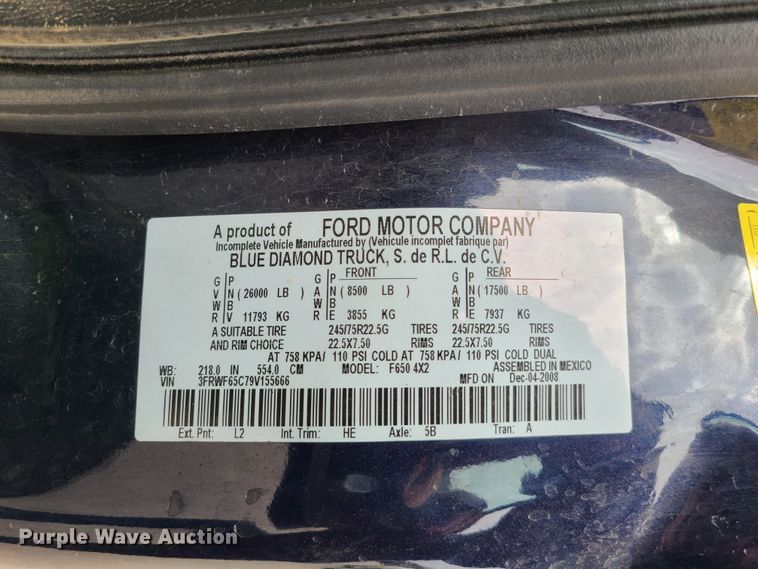 A product of FORD MOTOR COMPANY
Incomplete Vehicle Manufactured by (Vehicule incomplet fabrique par)
BLUE DIAMOND TRUCK, S. de R.L. de C.V.
G P G P FRONT G P REAR (
V N (26000 LB) A N (8500 LB) A N (17500 LB)
W B W B W B
R V 11793 KG R E 3855 KG R E 7937 KG
A SUITABLE TIRE 245/75R22.5G TIRES 245/75R22.5G TIRES
AND RIM CHOICE 22.5X7.50 RIMS 22.5X7.50 RIMS
AT 758 KPA/ 110 PSI COLD AT 758 KPA/ 110 PSI COLD DUAL
WB: 218.0 IN 554.0 CM MODEL: F650 4X2 ASSEMBLED IN MEXICO
VIN 3FRWF65C79V155666 MFD ON Dec-04-2008
Ext. Pnt: L2 Int. Trim: HE Axle: 5B Tran: A
Purple Wave Auction